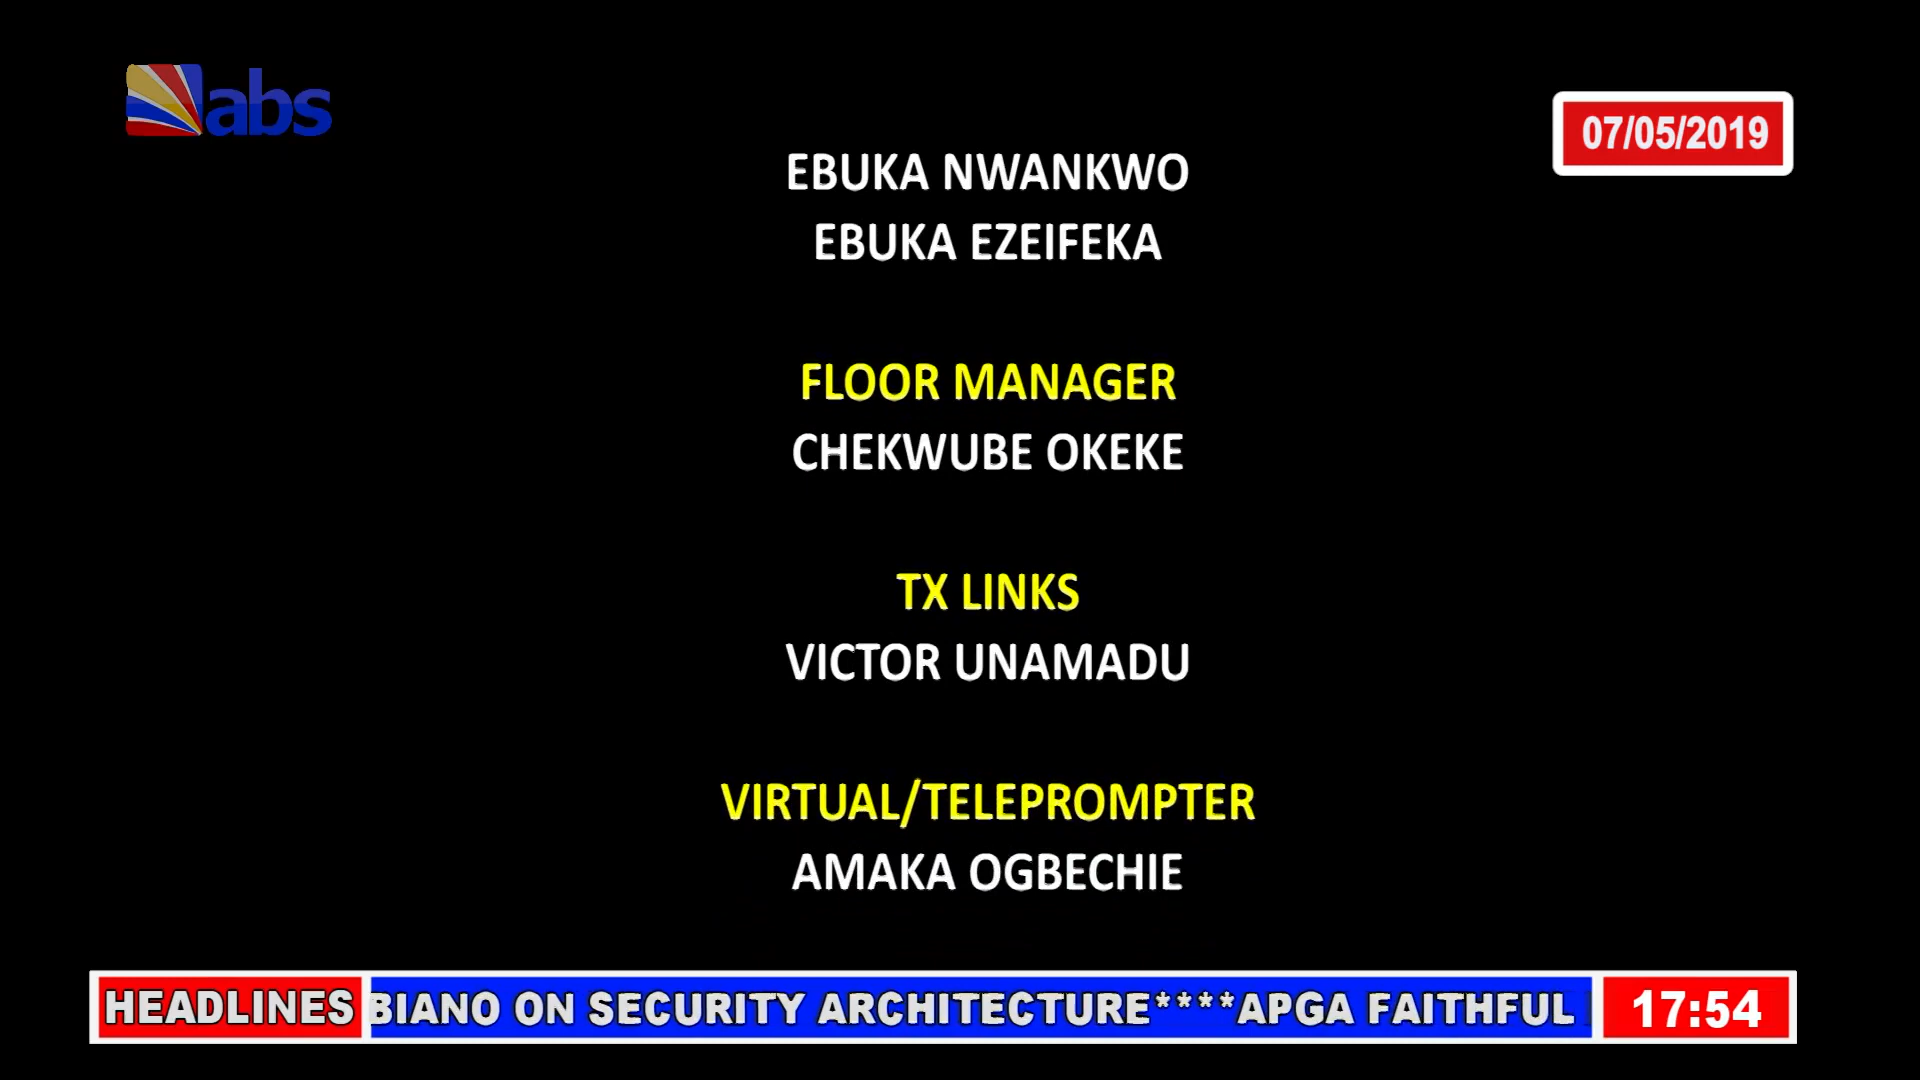 abs
07/05/2019
EBUKA NWANKWO
EBUKA EZEIFEKA
FLOOR MANAGER
CHEKWUBE OKEKE
TX LINKS
VICTOR UNAMADU
VIRTUAL/TELEPROMPTER
AMAKA OGBECHIE
HEADLINES
BIANO ON SECURITY ARCHITECTURE****APGA FAITHFUL
17:54